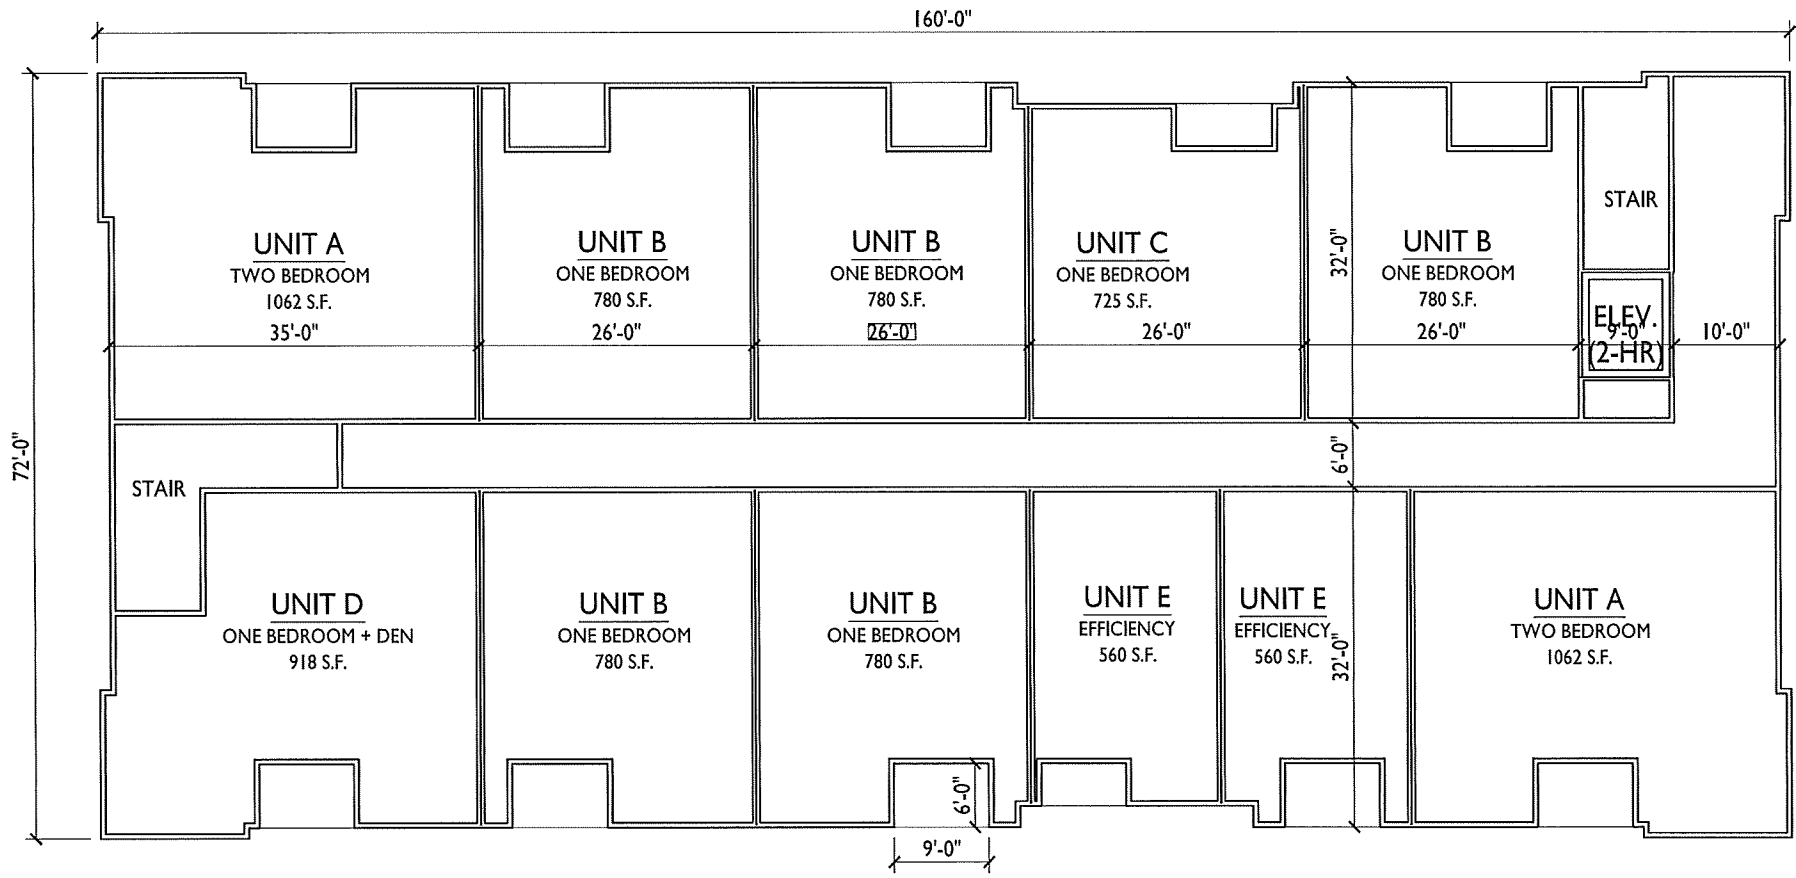 160'-0"
72'-0"
UNIT A
TWO BEDROOM
1062 S.F.
35'-0"
UNIT B
ONE BEDROOM
780 S.F.
26'-0"
UNIT B
ONE BEDROOM
780 S.F.
26'-0"
UNIT C
ONE BEDROOM
725 S.F.
26'-0"
32'-0"
UNIT B
ONE BEDROOM
780 S.F.
26'-0"
STAIR
ELEV.
9'-0"
(2-HR)
10'-0"
6'-0"
STAIR
UNIT D
ONE BEDROOM + DEN
918 S.F.
UNIT B
ONE BEDROOM
780 S.F.
UNIT B
ONE BEDROOM
780 S.F.
UNIT E
EFFICIENCY
560 S.F.
UNIT E
EFFICIENCY
560 S.F.
32'-0"
UNIT A
TWO BEDROOM
1062 S.F.
6'-0"
9'-0"